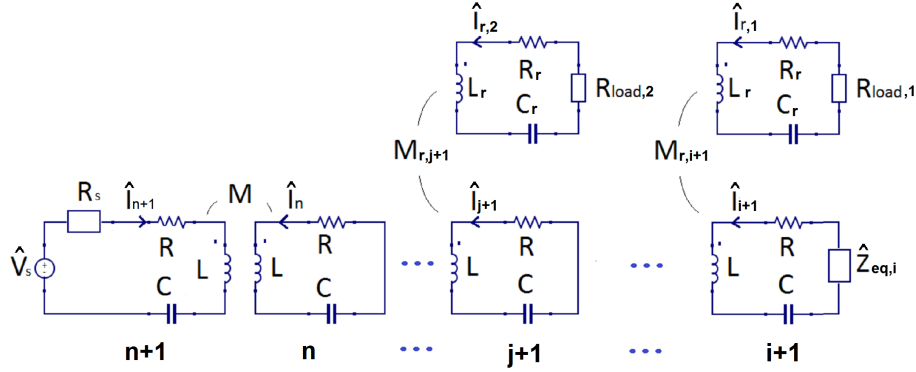 Î_r,2 Î_r,1
R_r R_r
L_r R_load,2 L_r R_load,1
C_r C_r
M_r,j+1 M_r,i+1
R_s Î_n+1 M Î_n Î_j+1 Î_i+1
R R R R
V̂_s L L L L Ẑ_eq,i
C C C C
n+1 n j+1 i+1